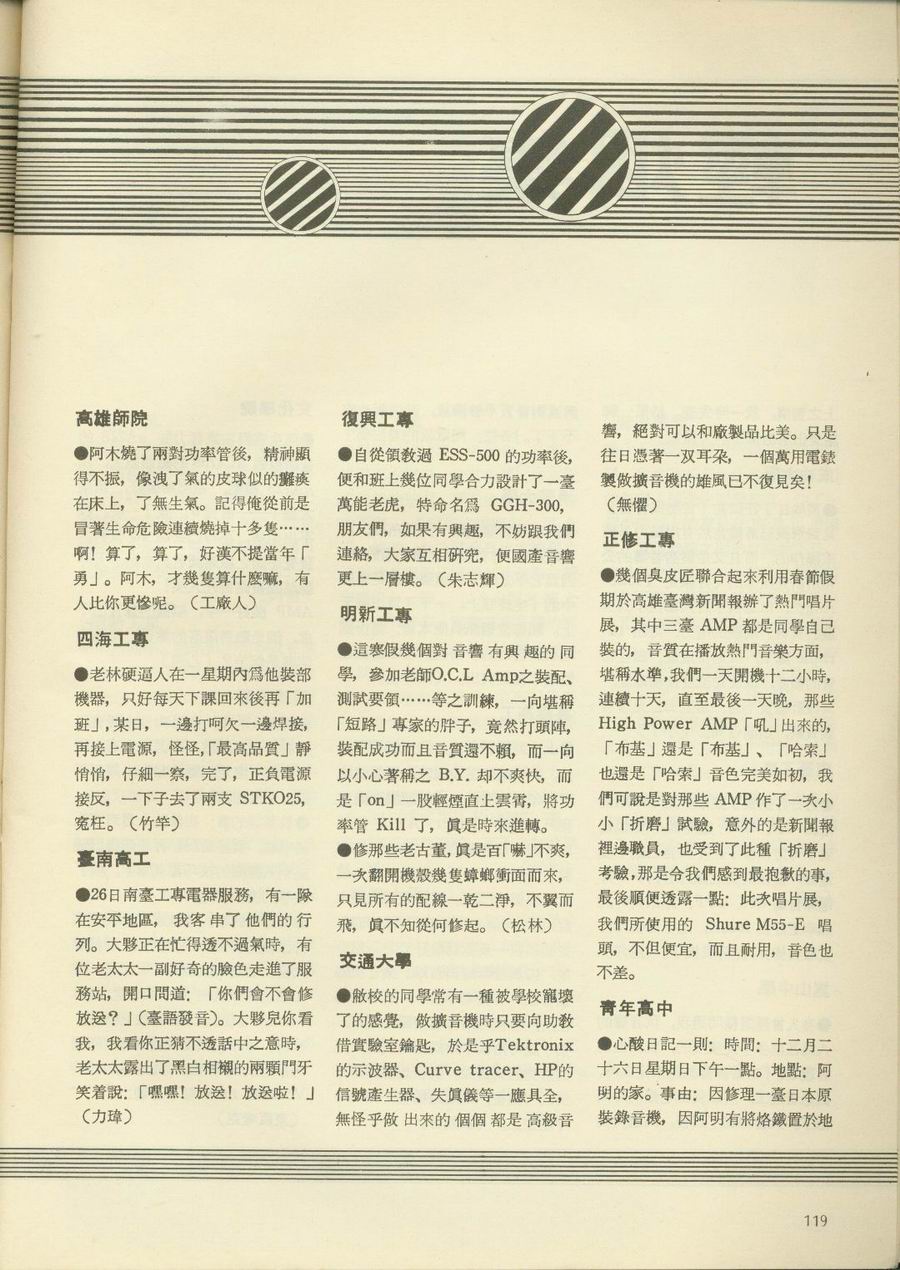 高雄師院
●阿木燒了兩對功率管後，精神顯
得不振，像洩了氣的皮球似的癱瘓
在床上，了無生氣。記得俺從前是
冒著生命危險連續燒掉十多隻……
啊！算了，算了，好漢不提當年「
勇」。阿木，才幾隻算什麼嘛，有
人比你更慘呢。（工廠人）
四海工專
●老林硬逼人在一星期內為他裝部
機器，只好每天下課回來後再「加
班」，某日，一邊打呵欠一邊焊接，
再接上電源，怪怪，「最高品質」靜
悄悄，仔細一察，完了，正負電源
接反，一下子去了兩支 STKO25，
寃枉。（竹竿）
臺南高工
●26日南臺工專電器服務，有一隊
在安平地區，我客串了他們的行
列。大夥正在忙得透不過氣時，有
位老太太一副好奇的臉色走進了服
務站，開口問道：「你們會不會修
放送？」（臺語發音）。大夥兒你看
我，我看你正猜不透話中之意時，
老太太露出了黑白相襯的兩顆門牙
笑着說：「嘿嘿！放送！放送啦！」
（力瑋）
復興工專
●自從領教過 ESS-500 的功率後，
便和班上幾位同學合力設計了一臺
萬能老虎，特命名爲 GGH-300，
朋友們，如果有興趣，不妨跟我們
連絡，大家互相研究，便國產音響
更上一層樓。（朱志輝）
明新工專
●這寒假幾個對音響有興趣的同
學，參加老師O.C.L Amp之裝配、
測試要領……等之訓練，一向堪稱
「短路」專家的胖子，竟然打頭陣，
裝配成功而且音質還不賴，而一向
以小心著稱之 B.Y. 却不爽快，而
是「on」一股輕煙直上雲霄，將功
率管 Kill 了，眞是時來進轉。
●修那些老古董，眞是百「嚇」不爽，
一次翻開機殼幾隻蟑螂衝面而來，
只見所有的配線一乾二淨，不翼而
飛，眞不知從何修起。（松林）
交通大學
●敝校的同學常有一種被學校寵壞
了的感覺，做擴音機時只要向助教
借實驗室鑰匙，於是乎Tektronix
的示波器、Curve tracer、HP的
信號產生器、失眞儀等一應具全，
無怪乎做出來的個個都是高級音
響，絕對可以和廠製品比美。只是
往日憑著一双耳朶，一個萬用電錶
製做擴音機的雄風已不復見矣！
（無懼）
正修工專
●幾個臭皮匠聯合起來利用春節假
期於高雄臺灣新聞報辦了熱門唱片
展，其中三臺 AMP 都是同學自己
裝的，音質在播放熱門音樂方面，
堪稱水準，我們一天開機十二小時，
連續十天，直至最後一天晚，那些
High Power AMP「吼」出來的，
「布基」還是「布基」、「哈索」
也還是「哈索」音色完美如初，我
們可說是對那些 AMP 作了一次小
小「折磨」試驗，意外的是新聞報
裡邊職員，也受到了此種「折磨」
考驗，那是令我們感到最抱歉的事，
最後順便透露一點：此次唱片展，
我們所使用的 Shure M55-E 唱
頭，不但便宜，而且耐用，音色也
不差。
青年高中
●心酸日記一則：時間：十二月二
十六日星期日下午一點。地點：阿
明的家。事由：因修理一臺日本原
裝錄音機，因阿明有將烙鐵置於地
119